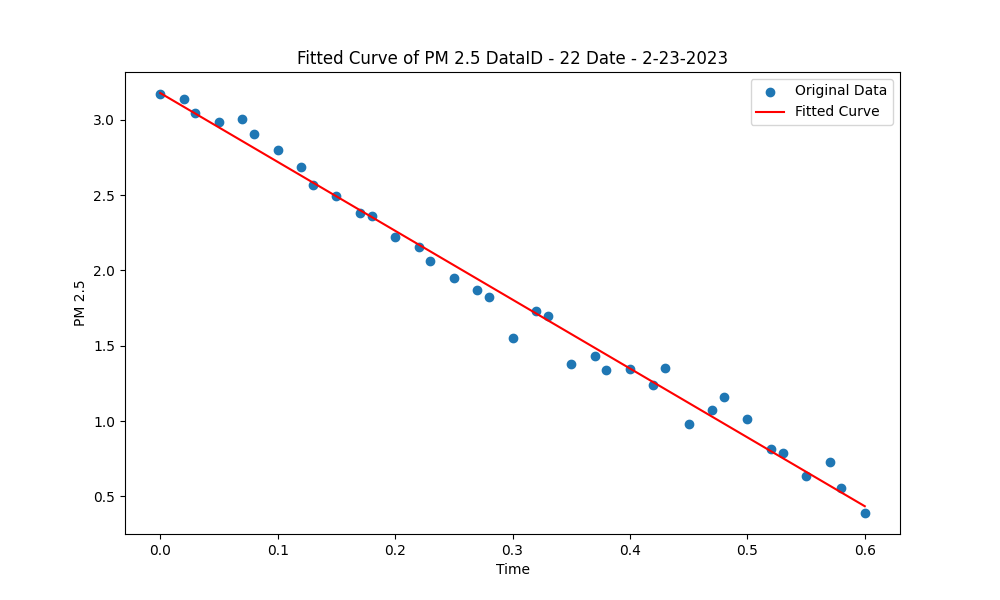 Fitted Curve of PM 2.5 DataID - 22 Date - 2-23-2023
Original Data
Fitted Curve
3.0
2.5
2.0
1.5
1.0
0.5
PM 2.5
0.0 0.1 0.2 0.3 0.4 0.5 0.6
Time